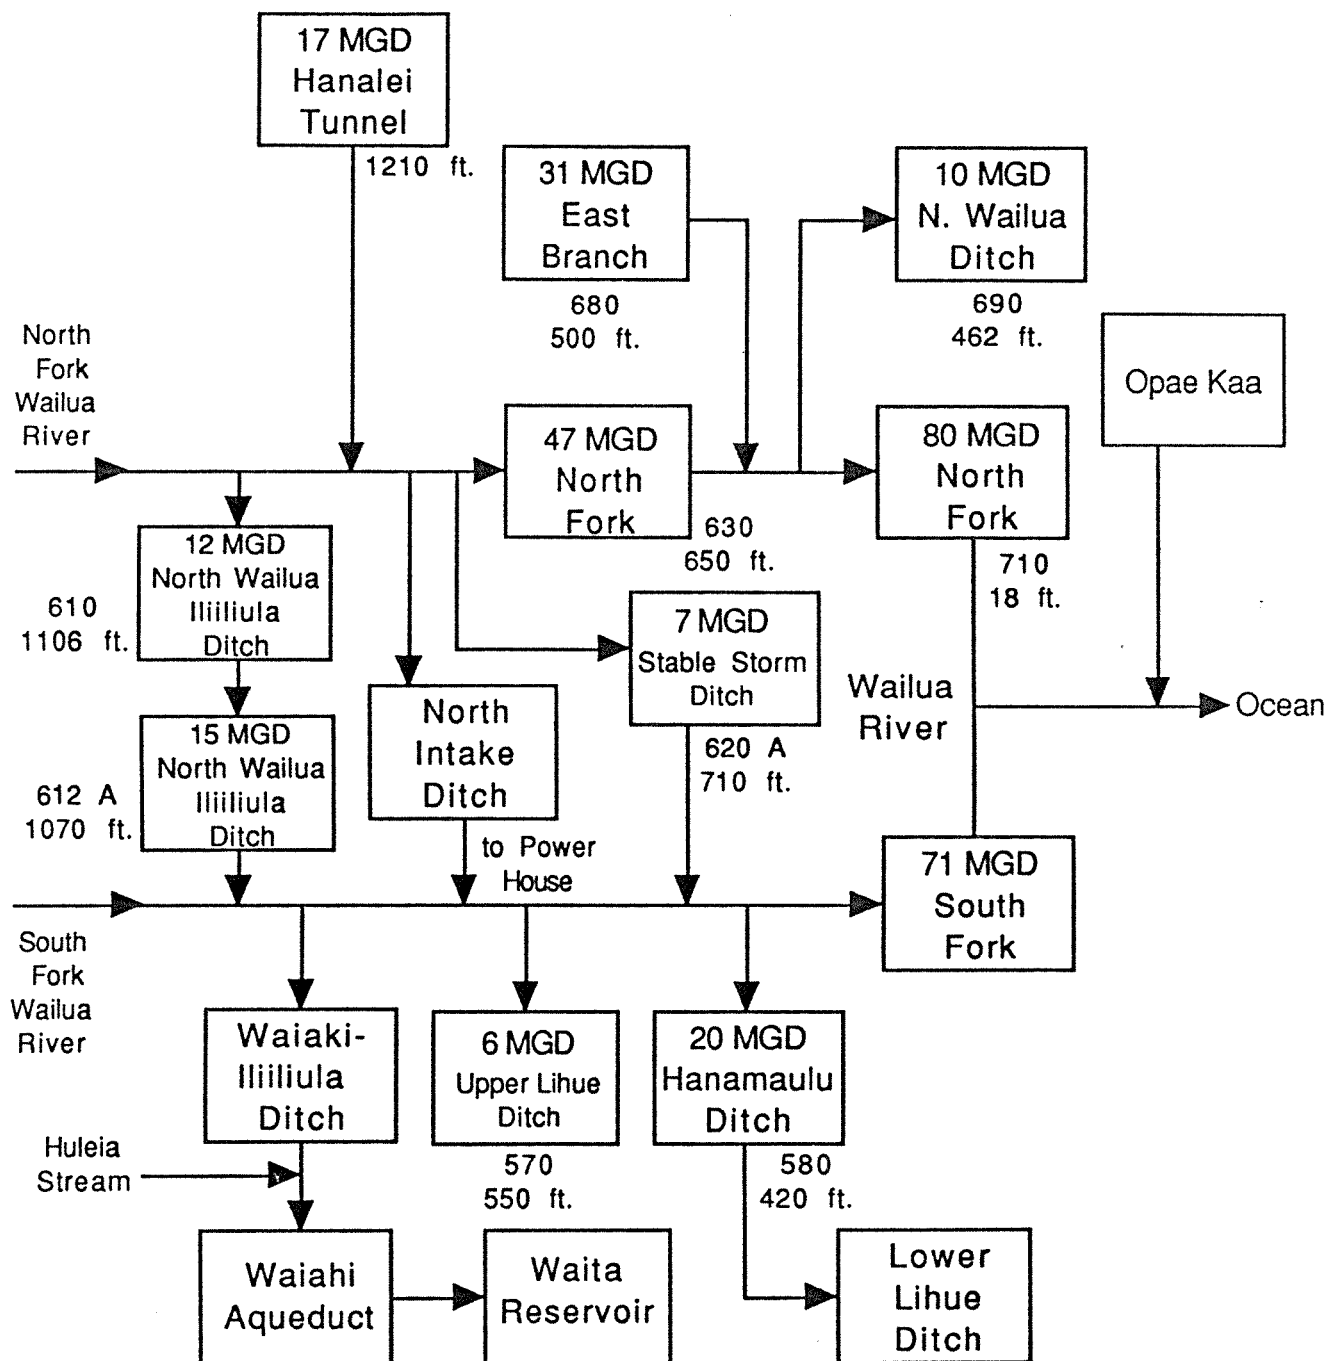 17 MGD
Hanalei
Tunnel
1210 ft.
31 MGD
East
Branch
680
500 ft.
10 MGD
N. Wailua
Ditch
690
462 ft.
Opae Kaa
North
Fork
Wailua
River
47 MGD
North
Fork
630
650 ft.
80 MGD
North
Fork
710
18 ft.
12 MGD
North Wailua
Iliiliula
Ditch
610
1106 ft.
North
Intake
Ditch
to Power
House
7 MGD
Stable Storm
Ditch
620 A
710 ft.
Wailua
River
Ocean
15 MGD
North Wailua
Iliiliula
Ditch
612 A
1070 ft.
71 MGD
South
Fork
South
Fork
Wailua
River
Waiaki-
Iliiliula
Ditch
6 MGD
Upper Lihue
Ditch
570
550 ft.
20 MGD
Hanamaulu
Ditch
580
420 ft.
Huleia
Stream
Waiahi
Aqueduct
Waita
Reservoir
Lower
Lihue
Ditch